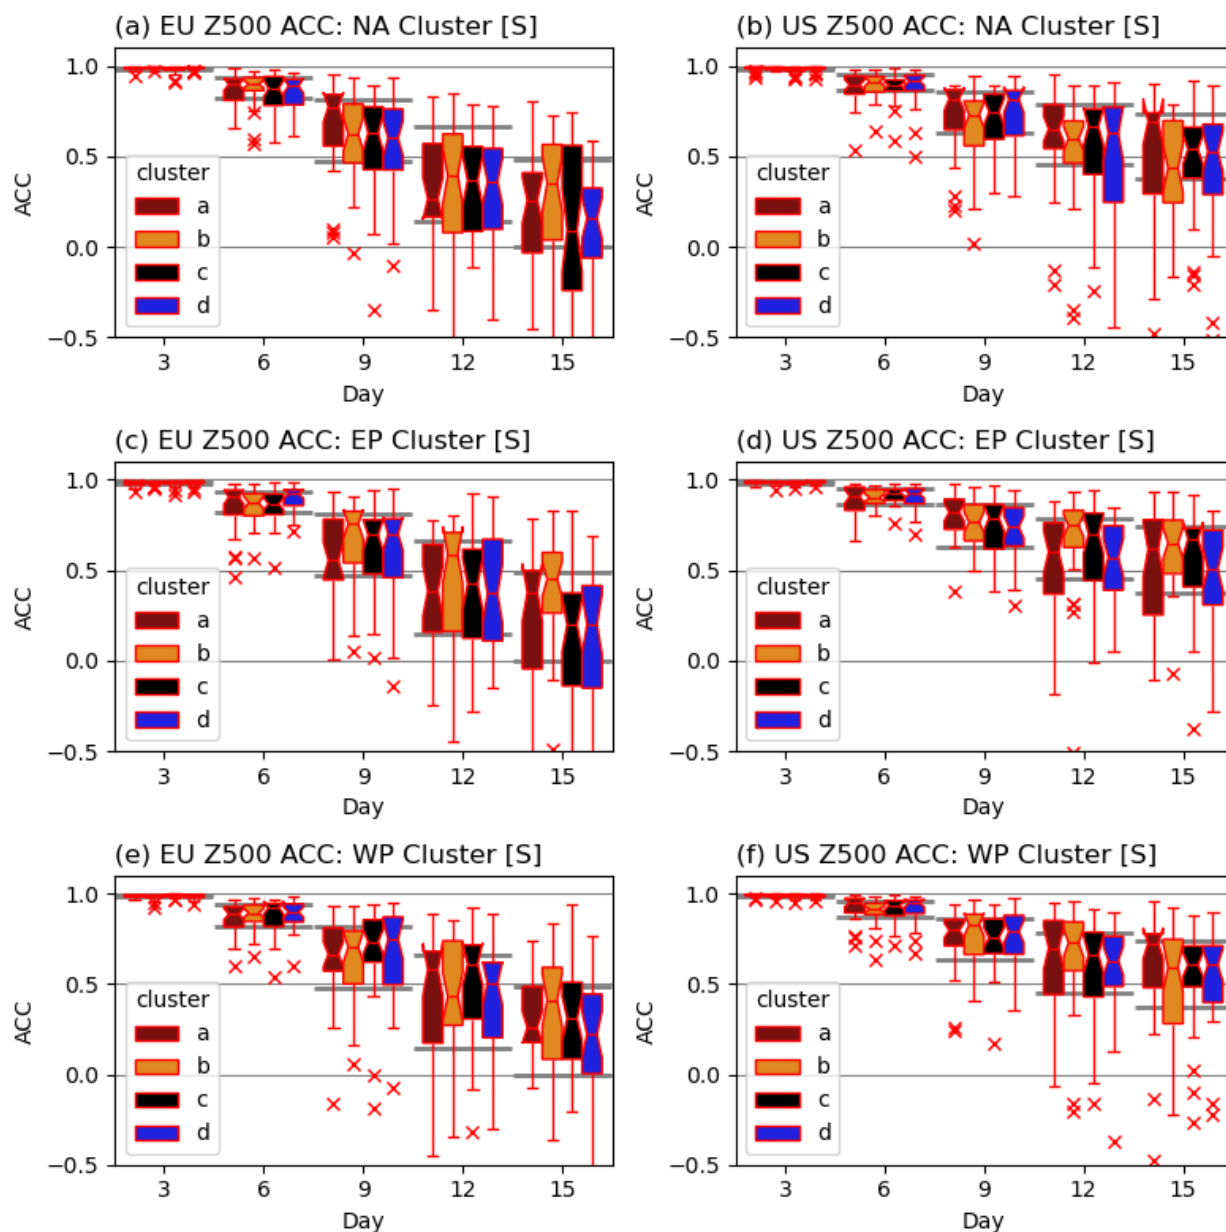 (a) EU Z500 ACC: NA Cluster [S]
1.0
0.5
0.0
−0.5
ACC
cluster
a
b
c
d
3 6 9 12 15
Day
(b) US Z500 ACC: NA Cluster [S]
1.0
0.5
0.0
−0.5
ACC
cluster
a
b
c
d
3 6 9 12 15
Day
(c) EU Z500 ACC: EP Cluster [S]
1.0
0.5
0.0
−0.5
ACC
cluster
a
b
c
d
3 6 9 12 15
Day
(d) US Z500 ACC: EP Cluster [S]
1.0
0.5
0.0
−0.5
ACC
cluster
a
b
c
d
3 6 9 12 15
Day
(e) EU Z500 ACC: WP Cluster [S]
1.0
0.5
0.0
−0.5
ACC
cluster
a
b
c
d
3 6 9 12 15
Day
(f) US Z500 ACC: WP Cluster [S]
1.0
0.5
0.0
−0.5
ACC
cluster
a
b
c
d
3 6 9 12 15
Day